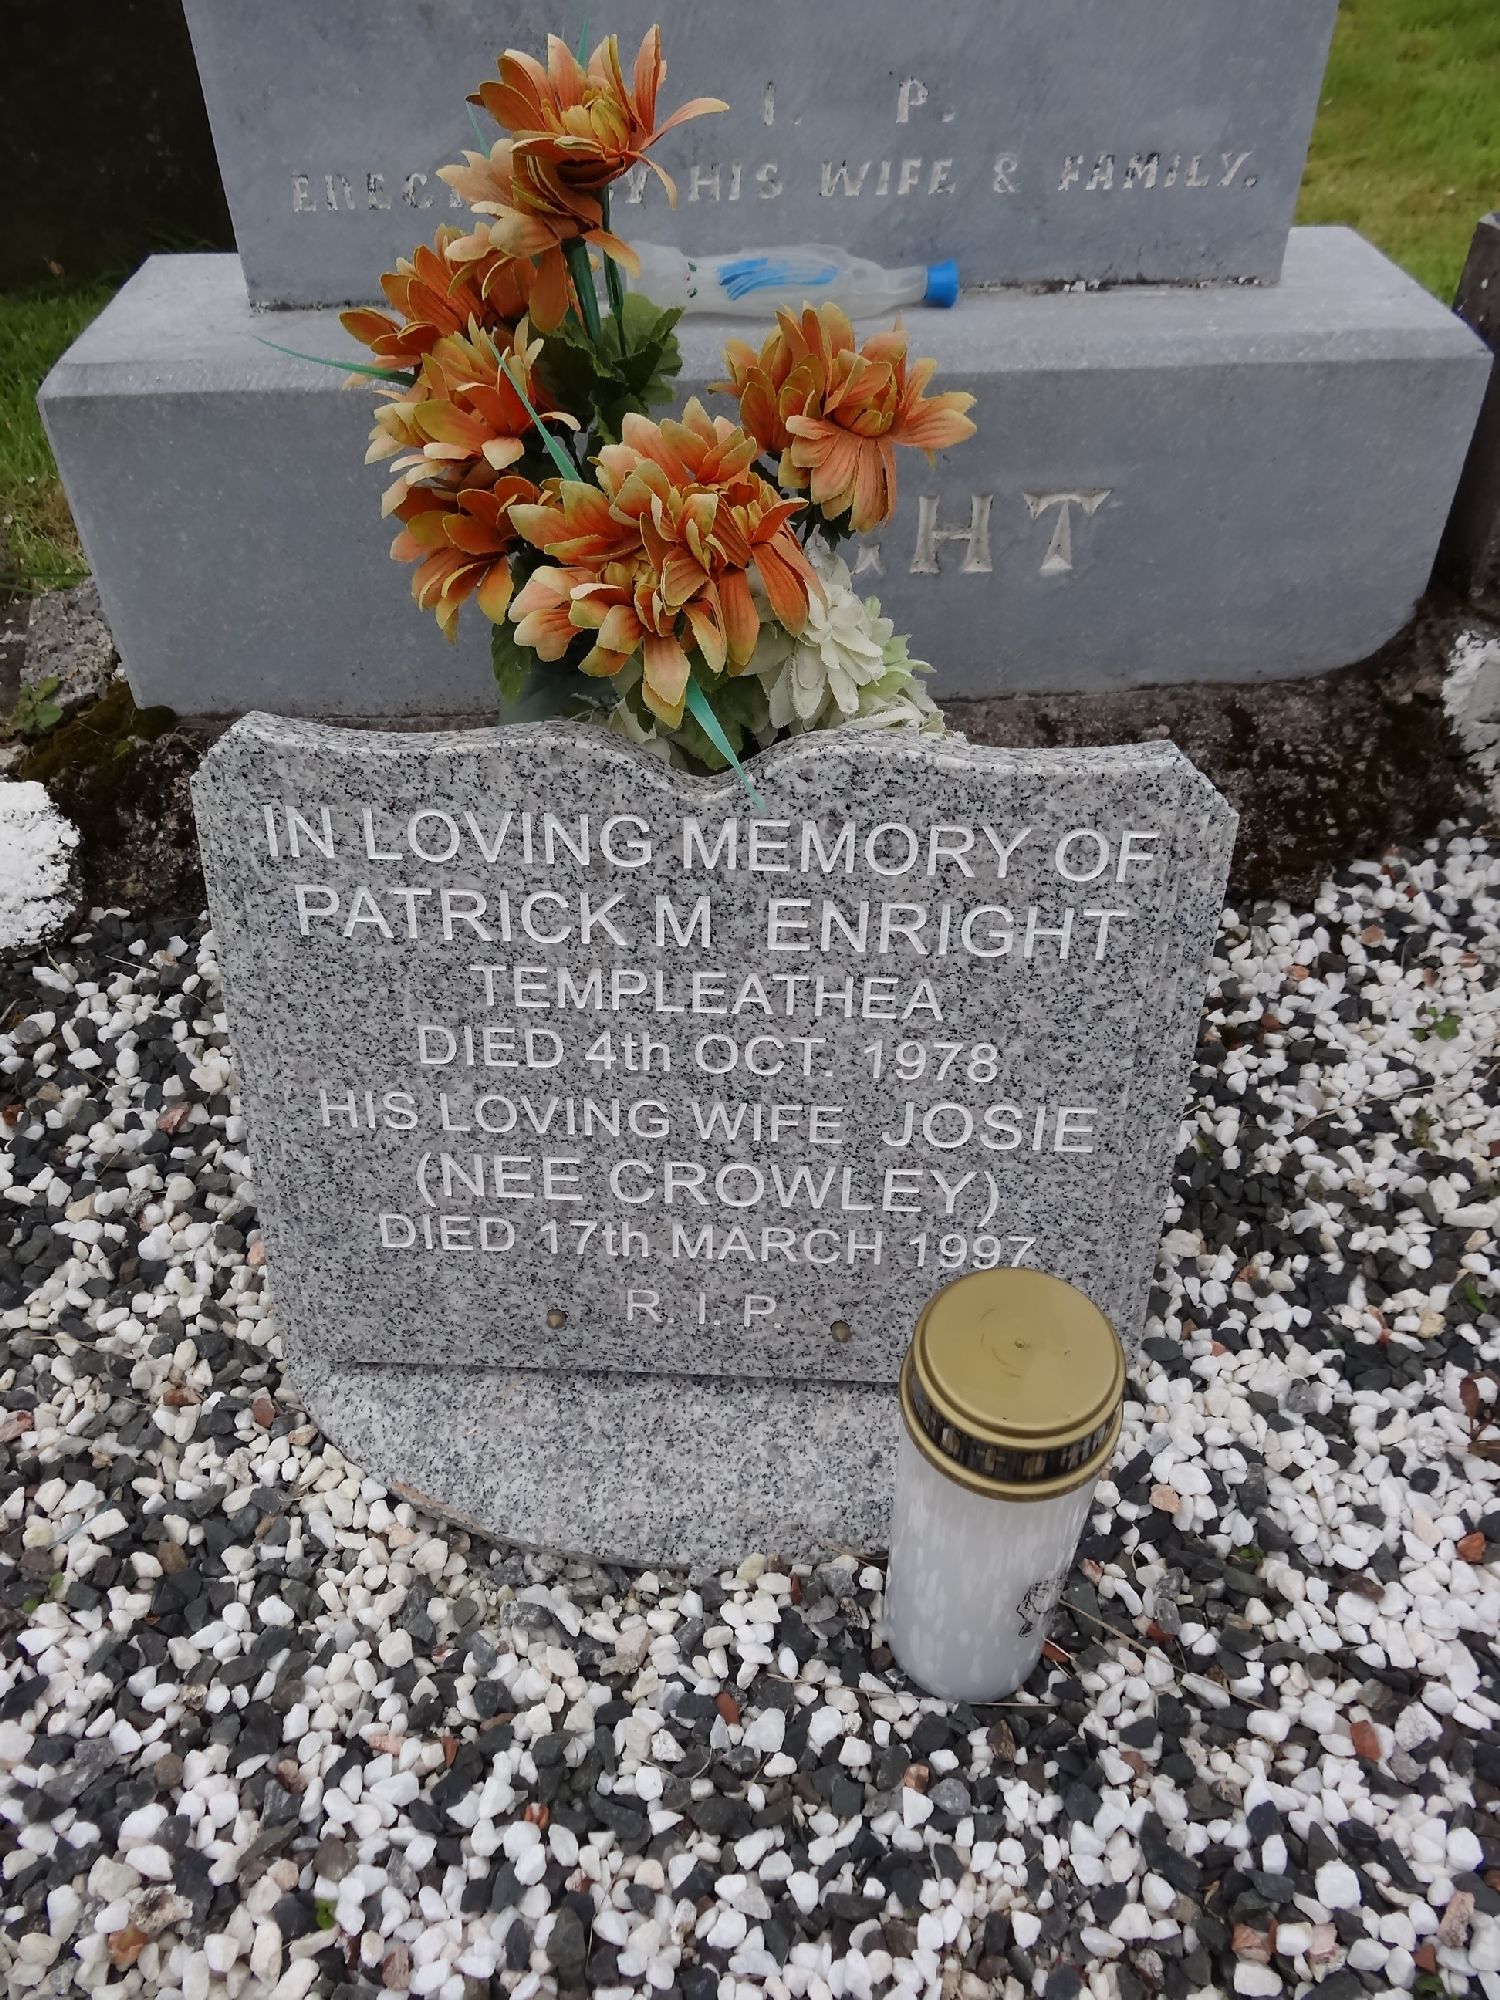 I. P.
HIS WIFE & FAMILY.
HT
IN LOVING MEMORY OF
PATRICK M ENRIGHT
TEMPLEATHEA
DIED 4th OCT. 1978
HIS LOVING WIFE JOSIE
(NEE CROWLEY)
DIED 17th MARCH 1997
R. I. P.